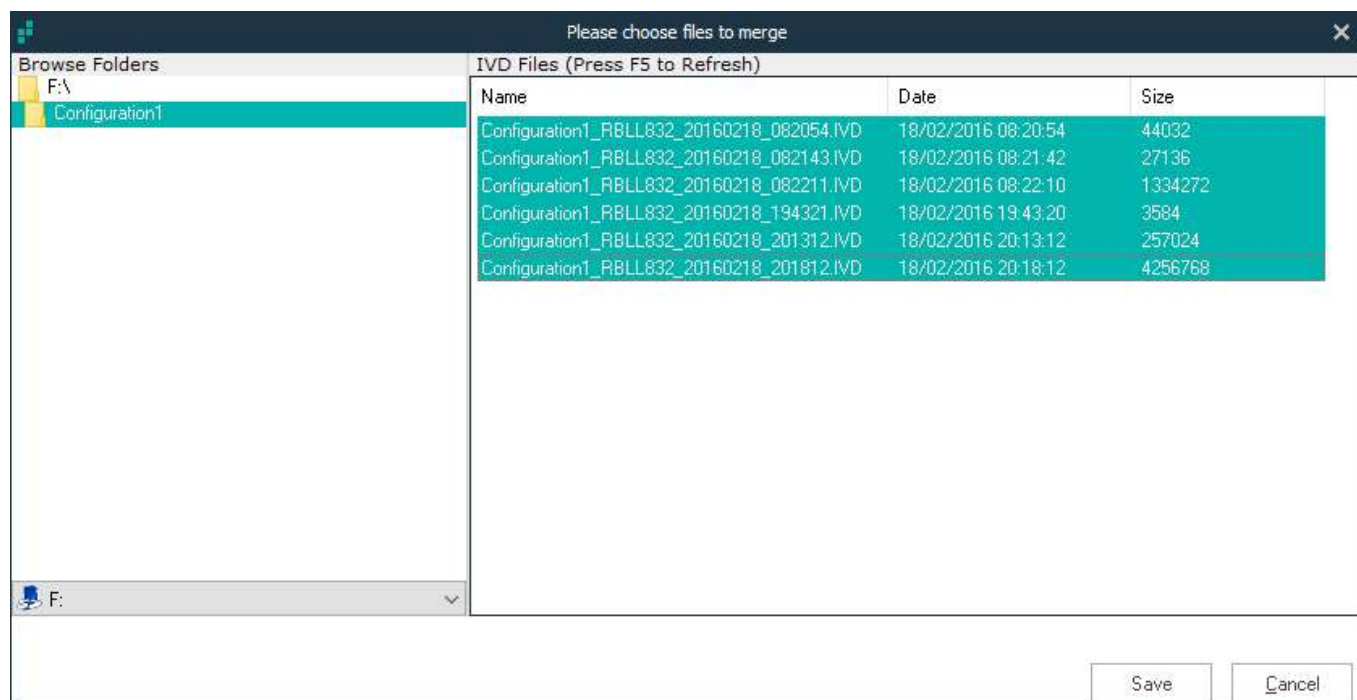 Please choose files to merge
Browse Folders
F:\
Configuration1
F:
IVD Files (Press F5 to Refresh)
Name Date Size
Configuration1_RBLL832_20160218_082054.IVD 18/02/2016 08:20:54 44032
Configuration1_RBLL832_20160218_082143.IVD 18/02/2016 08:21:42 27136
Configuration1_RBLL832_20160218_082211.IVD 18/02/2016 08:22:10 1334272
Configuration1_RBLL832_20160218_194321.IVD 18/02/2016 19:43:20 3584
Configuration1_RBLL832_20160218_201312.IVD 18/02/2016 20:13:12 257024
Configuration1_RBLL832_20160218_201812.IVD 18/02/2016 20:18:12 4256768
Save Cancel